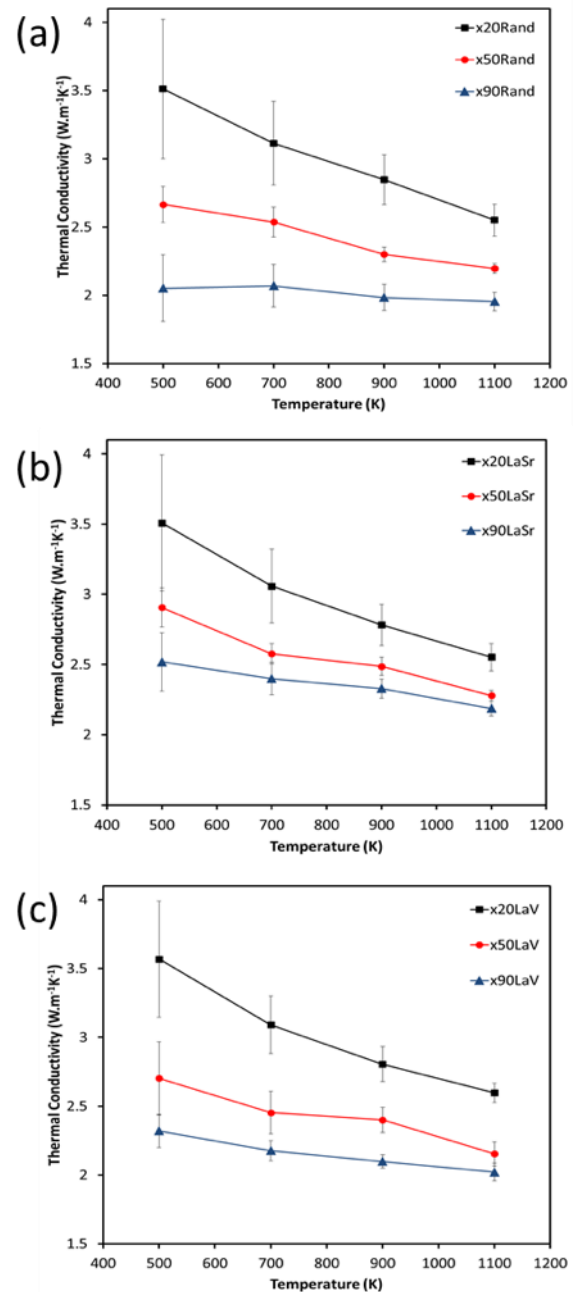 (a)
x20Rand
x50Rand
x90Rand
Thermal Conductivity (W.m⁻¹K⁻¹)
4
3.5
3
2.5
2
1.5
400 500 600 700 800 900 1000 1100 1200
Temperature (K)
(b)
x20LaSr
x50LaSr
x90LaSr
Thermal Conductivity (W.m⁻¹K⁻¹)
4
3.5
3
2.5
2
1.5
400 500 600 700 800 900 1000 1100 1200
Temperature (K)
(c)
x20LaV
x50LaV
x90LaV
Thermal Conductivity (W.m⁻¹K⁻¹)
4
3.5
3
2.5
2
1.5
400 500 600 700 800 900 1000 1100 1200
Temperature (K)